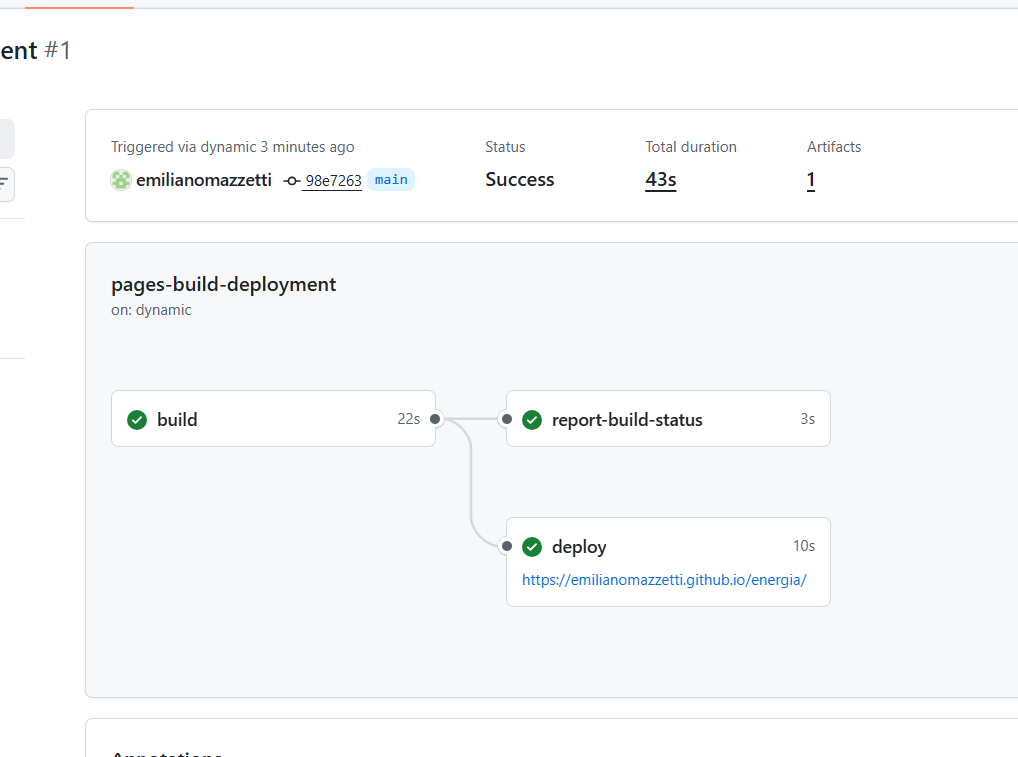 ent #1
Triggered via dynamic 3 minutes ago
Status
Total duration
Artifacts
emilianomazzetti 98e7263 main
Success
43s
1
pages-build-deployment
on: dynamic
build 22s
report-build-status 3s
deploy 10s
https://emilianomazzetti.github.io/energia/
Annotations